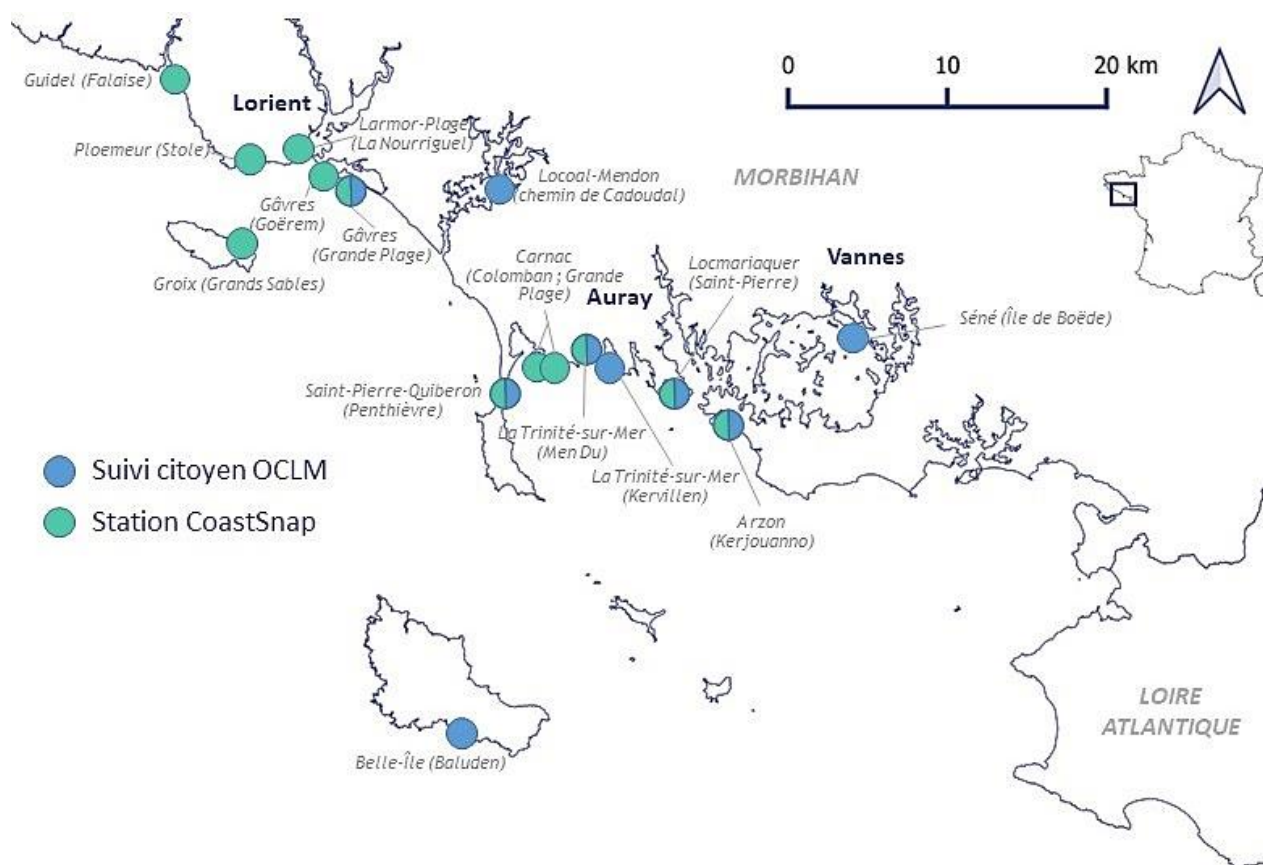 0 10 20 km
Guidel (Falaise)
Lorient
Larmor-Plage
(La Nourriguel)
Ploemeur (Stole)
Locoal-Mendon
(chemin de Cadoudal)
MORBIHAN
Gâvres
(Goërem)
Gâvres
(Grande Plage)
Groix (Grands Sables)
Carnac
(Colomban ; Grande
Plage)
Auray
Locmariaquer
(Saint-Pierre)
Vannes
Séné (Île de Boëde)
Saint-Pierre-Quiberon
(Penthièvre)
La Trinité-sur-Mer
(Men Du)
La Trinité-sur-Mer
(Kervillen)
Arzon
(Kerjouanno)
Suivi citoyen OCLM
Station CoastSnap
LOIRE
ATLANTIQUE
Belle-Île (Baluden)